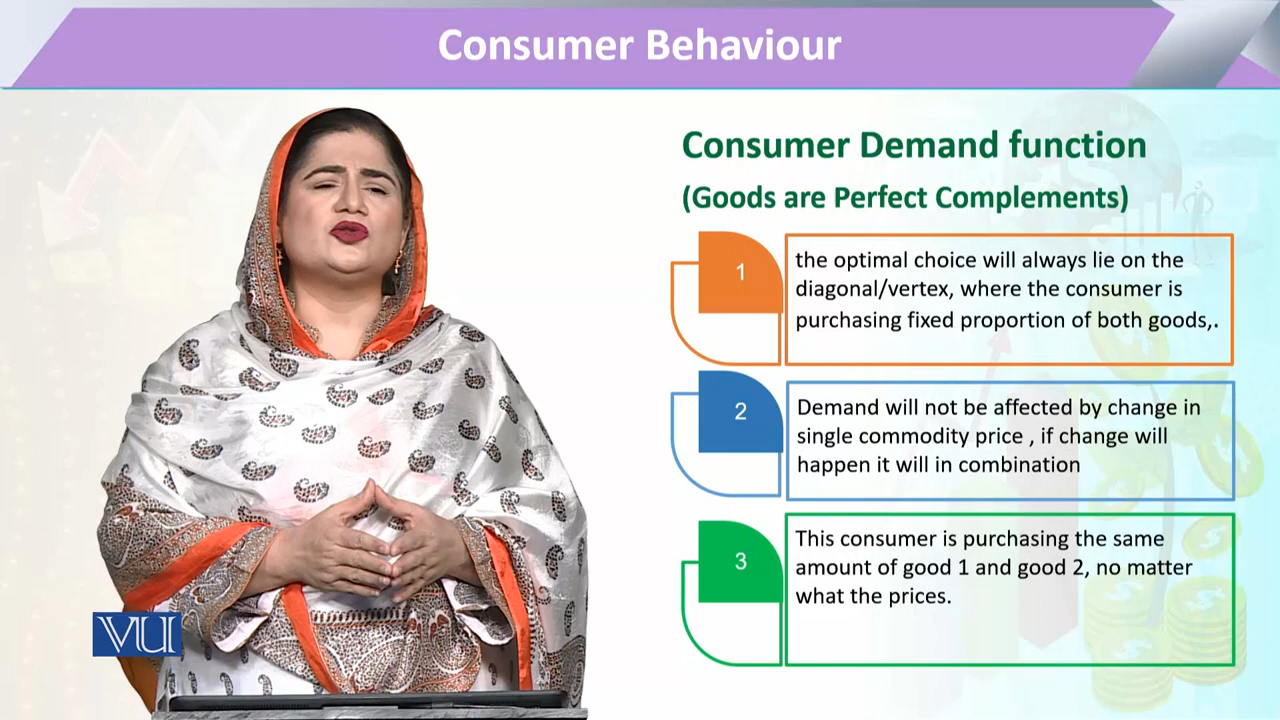 Consumer Behaviour
Consumer Demand function
(Goods are Perfect Complements)
1
the optimal choice will always lie on the
diagonal/vertex, where the consumer is
purchasing fixed proportion of both goods,.
2
Demand will not be affected by change in
single commodity price , if change will
happen it will in combination
3
This consumer is purchasing the same
amount of good 1 and good 2, no matter
what the prices.
VU